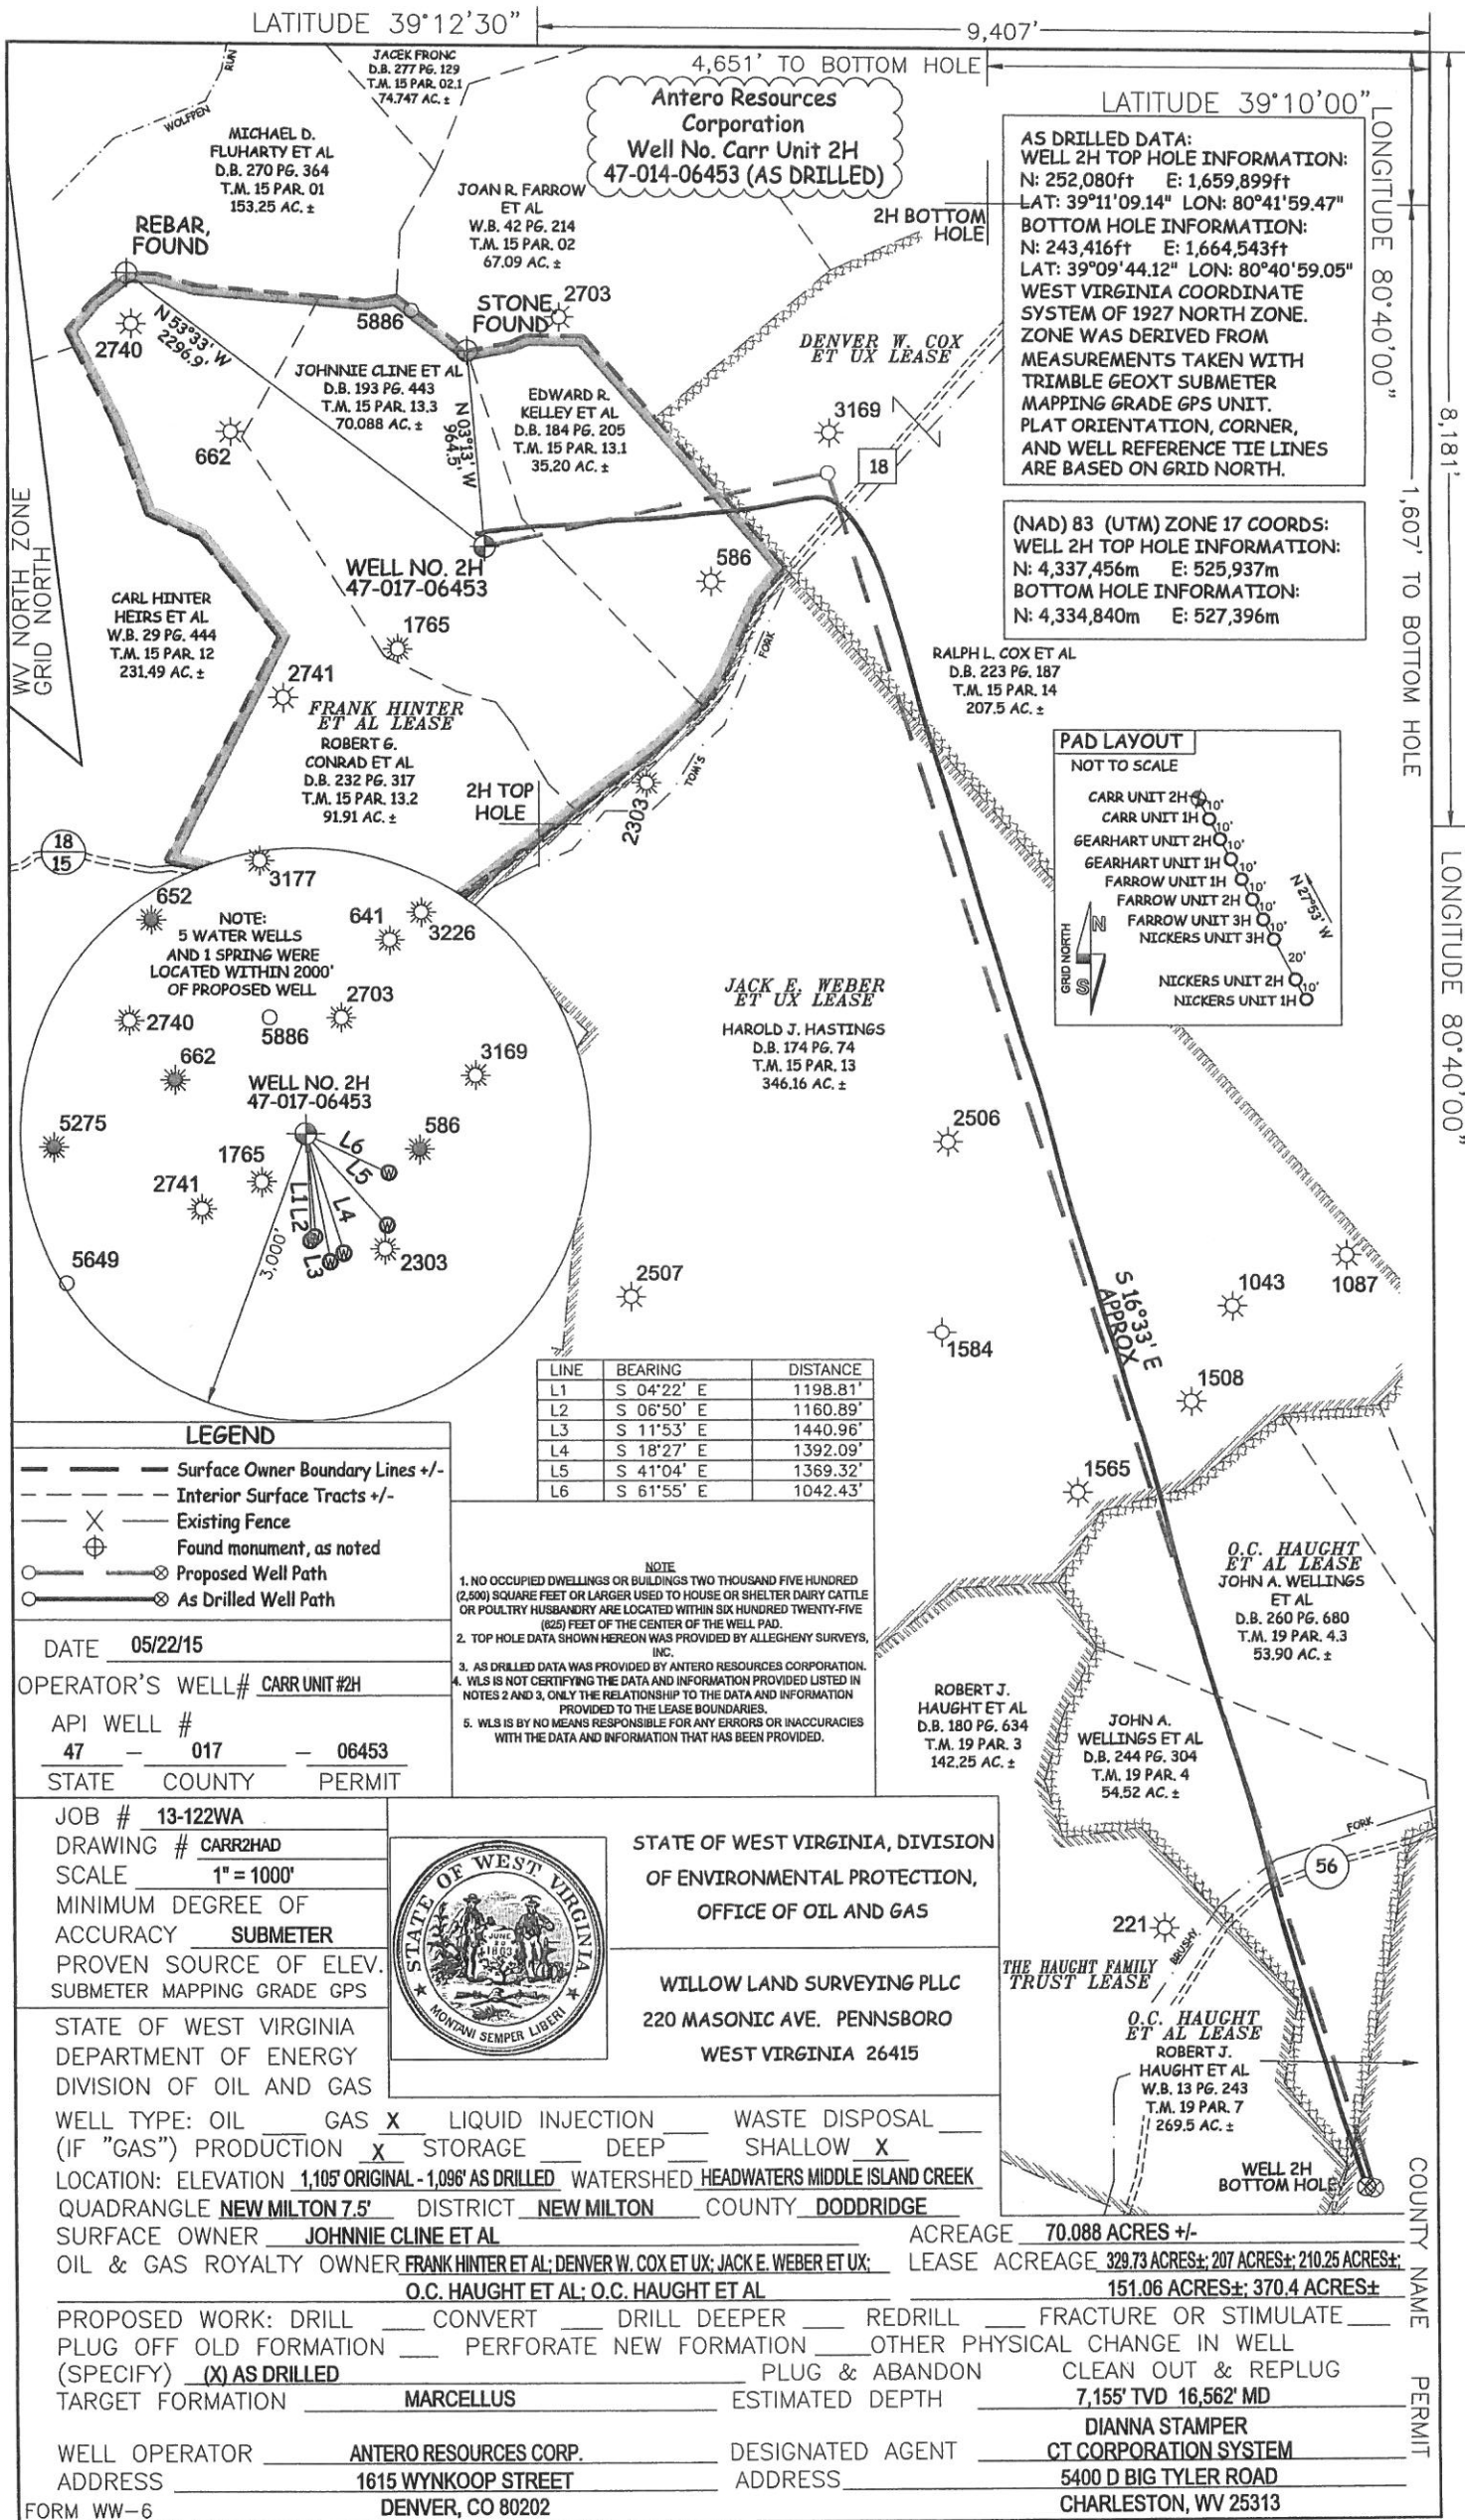 LATITUDE 39°12'30"
9,407'
4,651' TO BOTTOM HOLE
LATITUDE 39°10'00"
LONGITUDE 80°40'00"
8,181'
1,607' TO BOTTOM HOLE
LONGITUDE 80°40'00"
JACEK FRONC
D.B. 277 PG. 129
T.M. 15 PAR. 02.1
74.747 AC. ±
RUN
WOLFPEN
MICHAEL D.
FLUHARTY ET AL
D.B. 270 PG. 364
T.M. 15 PAR. 01
153.25 AC. ±
Antero Resources
Corporation
Well No. Carr Unit 2H
47-014-06453 (AS DRILLED)
JOAN R. FARROW
ET AL
W.B. 42 PG. 214
T.M. 15 PAR. 02
67.09 AC. ±
2H BOTTOM
HOLE
AS DRILLED DATA:
WELL 2H TOP HOLE INFORMATION:
N: 252,080ft E: 1,659,899ft
LAT: 39°11'09.14" LON: 80°41'59.47"
BOTTOM HOLE INFORMATION:
N: 243,416ft E: 1,664,543ft
LAT: 39°09'44.12" LON: 80°40'59.05"
WEST VIRGINIA COORDINATE
SYSTEM OF 1927 NORTH ZONE.
ZONE WAS DERIVED FROM
MEASUREMENTS TAKEN WITH
TRIMBLE GEOXT SUBMETER
MAPPING GRADE GPS UNIT.
PLAT ORIENTATION, CORNER,
AND WELL REFERENCE TIE LINES
ARE BASED ON GRID NORTH.
(NAD) 83 (UTM) ZONE 17 COORDS:
WELL 2H TOP HOLE INFORMATION:
N: 4,337,456m E: 525,937m
BOTTOM HOLE INFORMATION:
N: 4,334,840m E: 527,396m
REBAR,
FOUND
STONE,
FOUND
2703
5886
2740
N 53°33' W
2296.9'
JOHNNIE CLINE ET AL
D.B. 193 PG. 443
T.M. 15 PAR. 13.3
70.088 AC. ±
N 03°13' W
964.5'
EDWARD R.
KELLEY ET AL
D.B. 184 PG. 205
T.M. 15 PAR. 13.1
35.20 AC. ±
DENVER W. COX
ET UX LEASE
3169
18
662
WV NORTH ZONE
GRID NORTH
WELL NO. 2H
47-017-06453
586
CARL HINTER
HEIRS ET AL
W.B. 29 PG. 444
T.M. 15 PAR. 12
231.49 AC. ±
1765
2741
FORK
TOM'S
RALPH L. COX ET AL
D.B. 223 PG. 187
T.M. 15 PAR. 14
207.5 AC. ±
FRANK HINTER
ET AL LEASE
ROBERT G.
CONRAD ET AL
D.B. 232 PG. 317
T.M. 15 PAR. 13.2
91.91 AC. ±
2H TOP
HOLE
2303
PAD LAYOUT
NOT TO SCALE
CARR UNIT 2H
10'
CARR UNIT 1H
10'
GEARHART UNIT 2H
10'
GEARHART UNIT 1H
10'
FARROW UNIT 1H
10'
FARROW UNIT 2H
10'
FARROW UNIT 3H
10'
NICKERS UNIT 3H
20'
NICKERS UNIT 2H
10'
NICKERS UNIT 1H
N 27°53' W
GRID NORTH
N
S
18
15
3177
652
NOTE:
5 WATER WELLS
AND 1 SPRING WERE
LOCATED WITHIN 2000'
OF PROPOSED WELL
641
3226
2740
5886
2703
662
3169
WELL NO. 2H
47-017-06453
5275
586
1765
2741
L6
L5
L4
L1
L2
L3
W
W
W
W
W
3,000'
2303
5649
JACK E. WEBER
ET UX LEASE
HAROLD J. HASTINGS
D.B. 174 PG. 74
T.M. 15 PAR. 13
346.16 AC. ±
2506
2507
1584
1043
1087
1508
1565
S 16°33' E
APPROX
LINE BEARING DISTANCE
L1 S 04°22' E 1198.81'
L2 S 06°50' E 1160.89'
L3 S 11°53' E 1440.96'
L4 S 18°27' E 1392.09'
L5 S 41°04' E 1369.32'
L6 S 61°55' E 1042.43'
LEGEND
Surface Owner Boundary Lines +/-
Interior Surface Tracts +/-
X Existing Fence
Found monument, as noted
Proposed Well Path
As Drilled Well Path
NOTE
1. NO OCCUPIED DWELLINGS OR BUILDINGS TWO THOUSAND FIVE HUNDRED
(2,500) SQUARE FEET OR LARGER USED TO HOUSE OR SHELTER DAIRY CATTLE
OR POULTRY HUSBANDRY ARE LOCATED WITHIN SIX HUNDRED TWENTY-FIVE
(625) FEET OF THE CENTER OF THE WELL PAD.
2. TOP HOLE DATA SHOWN HEREON WAS PROVIDED BY ALLEGHENY SURVEYS,
INC.
3. AS DRILLED DATA WAS PROVIDED BY ANTERO RESOURCES CORPORATION.
4. WLS IS NOT CERTIFYING THE DATA AND INFORMATION PROVIDED LISTED IN
NOTES 2 AND 3, ONLY THE RELATIONSHIP TO THE DATA AND INFORMATION
PROVIDED TO THE LEASE BOUNDARIES.
5. WLS IS BY NO MEANS RESPONSIBLE FOR ANY ERRORS OR INACCURACIES
WITH THE DATA AND INFORMATION THAT HAS BEEN PROVIDED.
O.C. HAUGHT
ET AL LEASE
JOHN A. WELLINGS
ET AL
D.B. 260 PG. 680
T.M. 19 PAR. 4.3
53.90 AC. ±
ROBERT J.
HAUGHT ET AL
D.B. 180 PG. 634
T.M. 19 PAR. 3
142.25 AC. ±
JOHN A.
WELLINGS ET AL
D.B. 244 PG. 304
T.M. 19 PAR. 4
54.52 AC. ±
FORK
56
221
BRUSHY
THE HAUGHT FAMILY
TRUST LEASE
O.C. HAUGHT
ET AL LEASE
ROBERT J.
HAUGHT ET AL
W.B. 13 PG. 243
T.M. 19 PAR. 7
269.5 AC. ±
WELL 2H
BOTTOM HOLE
DATE 05/22/15
OPERATOR'S WELL# CARR UNIT #2H
API WELL #
47 – 017 – 06453
STATE COUNTY PERMIT
JOB # 13-122WA
DRAWING # CARR2HAD
SCALE 1" = 1000'
MINIMUM DEGREE OF
ACCURACY SUBMETER
PROVEN SOURCE OF ELEV.
SUBMETER MAPPING GRADE GPS
STATE OF WEST VIRGINIA
DEPARTMENT OF ENERGY
DIVISION OF OIL AND GAS
STATE OF WEST VIRGINIA
JUNE
20
1863
MONTANI SEMPER LIBERI
STATE OF WEST VIRGINIA, DIVISION
OF ENVIRONMENTAL PROTECTION,
OFFICE OF OIL AND GAS
WILLOW LAND SURVEYING PLLC
220 MASONIC AVE. PENNSBORO
WEST VIRGINIA 26415
WELL TYPE: OIL ___ GAS X LIQUID INJECTION ___ WASTE DISPOSAL ___
(IF "GAS") PRODUCTION X STORAGE ___ DEEP ___ SHALLOW X
LOCATION: ELEVATION 1,105' ORIGINAL - 1,096' AS DRILLED WATERSHED HEADWATERS MIDDLE ISLAND CREEK
QUADRANGLE NEW MILTON 7.5' DISTRICT NEW MILTON COUNTY DODDRIDGE
SURFACE OWNER JOHNNIE CLINE ET AL ACREAGE 70.088 ACRES +/-
OIL & GAS ROYALTY OWNER FRANK HINTER ET AL; DENVER W. COX ET UX; JACK E. WEBER ET UX; LEASE ACREAGE 329.73 ACRES±; 207 ACRES±; 210.25 ACRES±;
O.C. HAUGHT ET AL; O.C. HAUGHT ET AL 151.06 ACRES±; 370.4 ACRES±
PROPOSED WORK: DRILL ___ CONVERT ___ DRILL DEEPER ___ REDRILL ___ FRACTURE OR STIMULATE ___
PLUG OFF OLD FORMATION ___ PERFORATE NEW FORMATION ___ OTHER PHYSICAL CHANGE IN WELL
(SPECIFY) (X) AS DRILLED PLUG & ABANDON CLEAN OUT & REPLUG
TARGET FORMATION MARCELLUS ESTIMATED DEPTH 7,155' TVD 16,562' MD
DIANNA STAMPER
WELL OPERATOR ANTERO RESOURCES CORP. DESIGNATED AGENT CT CORPORATION SYSTEM
ADDRESS 1615 WYNKOOP STREET ADDRESS 5400 D BIG TYLER ROAD
FORM WW-6 DENVER, CO 80202 CHARLESTON, WV 25313
COUNTY NAME
PERMIT